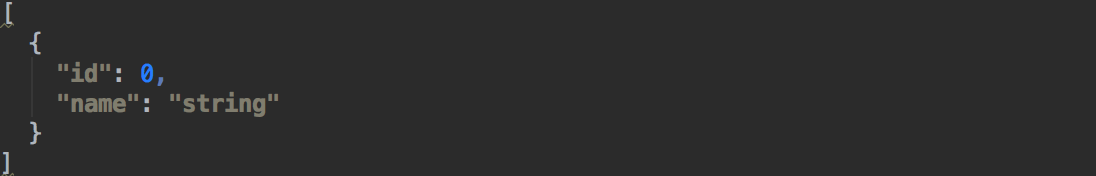 [
  {
    "id": 0,
    "name": "string"
  }
]